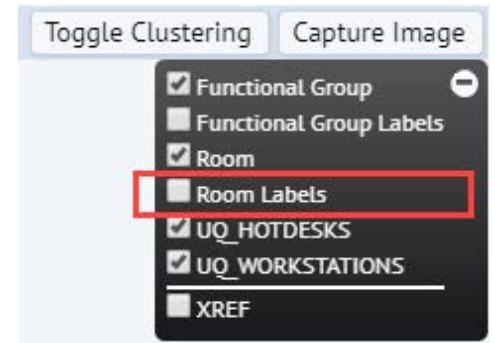 Toggle Clustering Capture Image
Functional Group
Functional Group Labels
Room
Room Labels
UQ_HOTDESKS
UQ_WORKSTATIONS
XREF